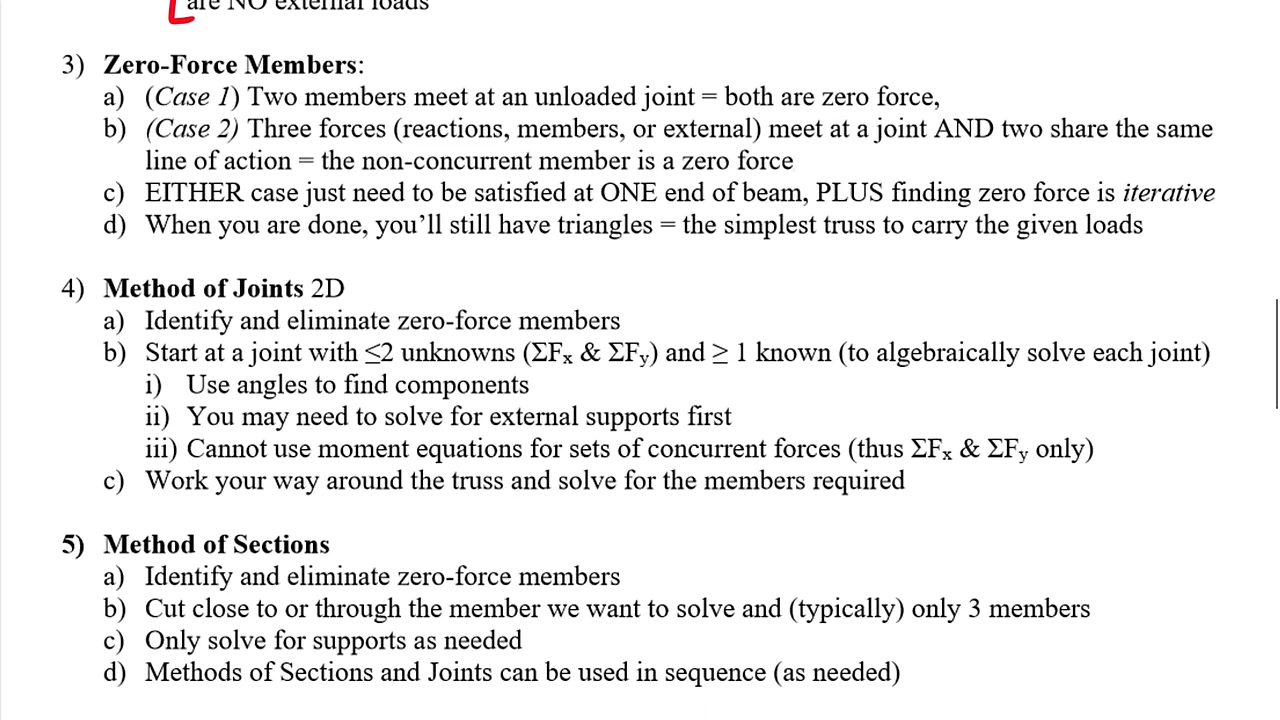 are NO external loads
3) Zero-Force Members:
a) (Case 1) Two members meet at an unloaded joint = both are zero force,
b) (Case 2) Three forces (reactions, members, or external) meet at a joint AND two share the same
line of action = the non-concurrent member is a zero force
c) EITHER case just need to be satisfied at ONE end of beam, PLUS finding zero force is iterative
d) When you are done, you’ll still have triangles = the simplest truss to carry the given loads
4) Method of Joints 2D
a) Identify and eliminate zero-force members
b) Start at a joint with ≤2 unknowns (ΣFₓ & ΣFᵧ) and ≥ 1 known (to algebraically solve each joint)
i) Use angles to find components
ii) You may need to solve for external supports first
iii) Cannot use moment equations for sets of concurrent forces (thus ΣFₓ & ΣFᵧ only)
c) Work your way around the truss and solve for the members required
5) Method of Sections
a) Identify and eliminate zero-force members
b) Cut close to or through the member we want to solve and (typically) only 3 members
c) Only solve for supports as needed
d) Methods of Sections and Joints can be used in sequence (as needed)